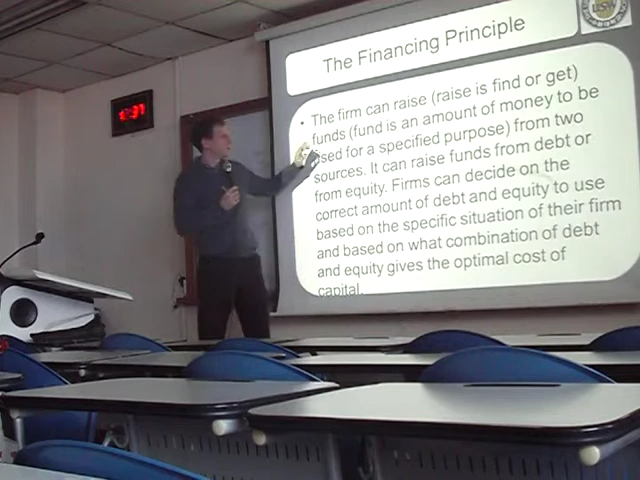 USW
The Financing Principle
• The firm can raise (raise is find or get)
funds (fund is an amount of money to be
used for a specified purpose) from two
sources. It can raise funds from debt or
from equity. Firms can decide on the
correct amount of debt and equity to use
based on the specific situation of their firm
and based on what combination of debt
and equity gives the optimal cost of
capital.